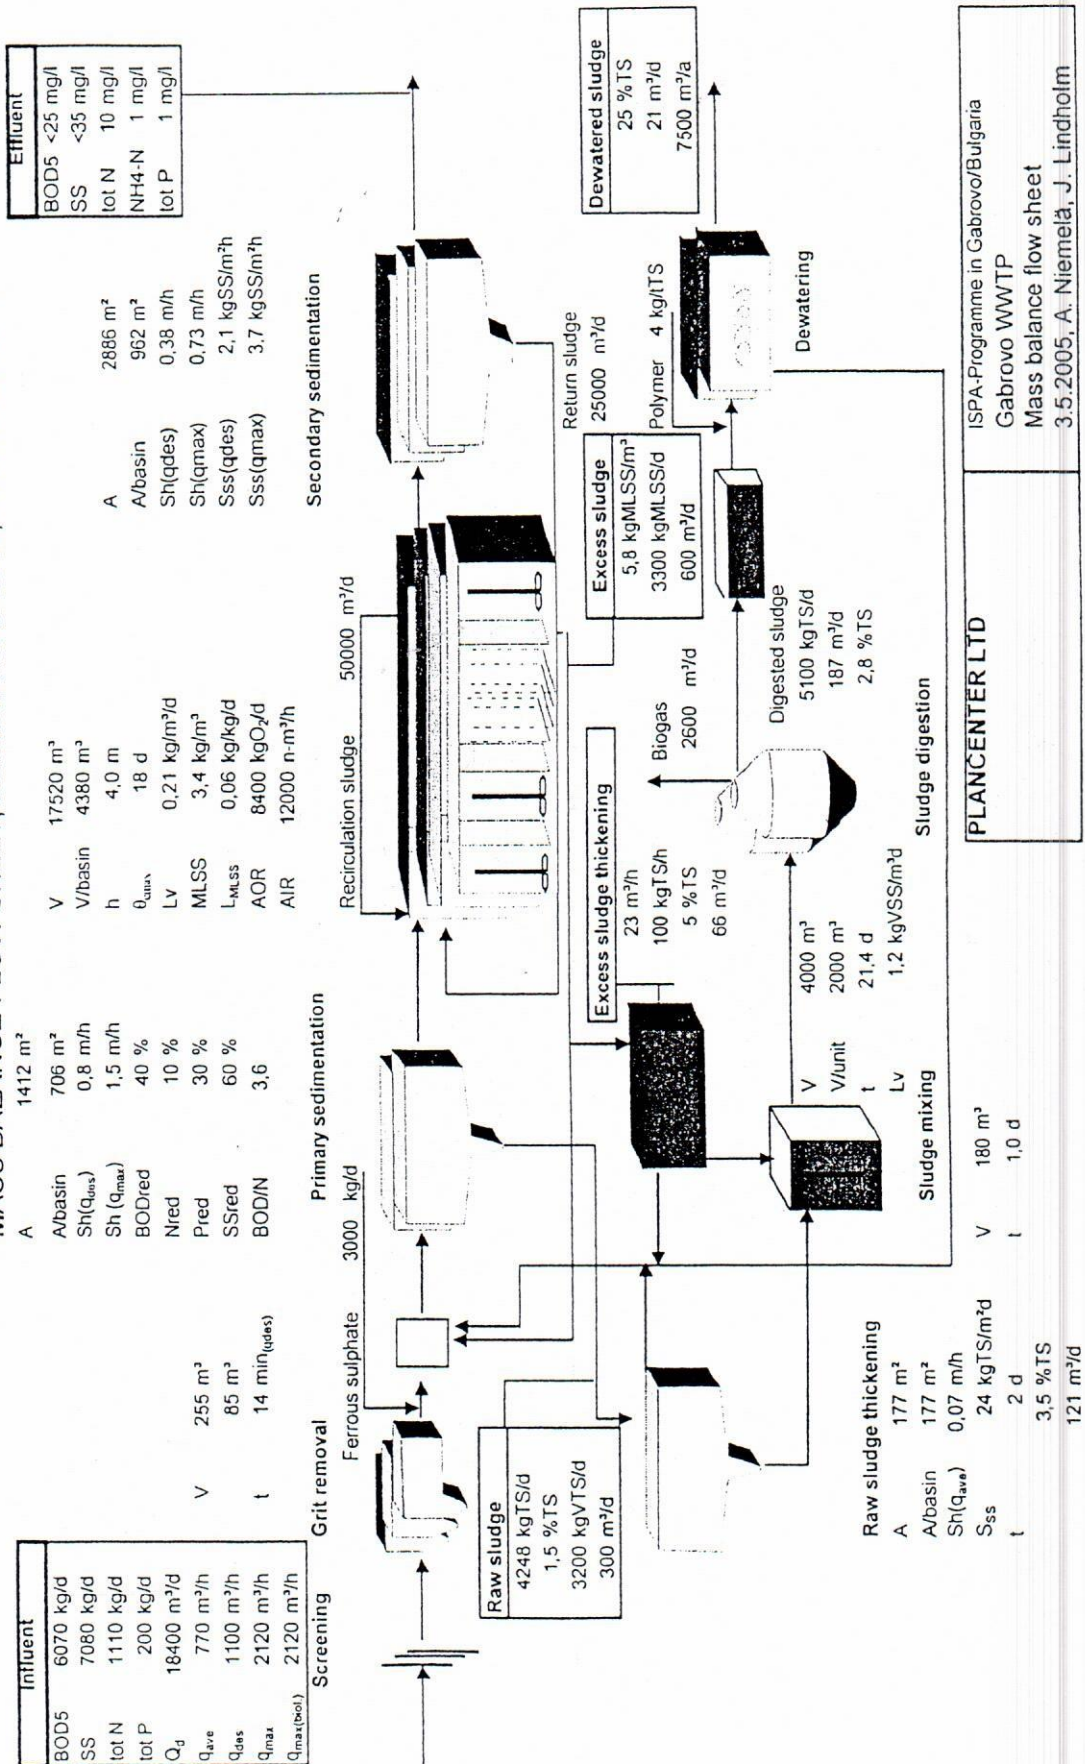 MASS BALANCE FLOW
Influent
BOD5 6070 kg/d
SS 7080 kg/d
tot N 1110 kg/d
tot P 200 kg/d
Qd 18400 m³/d
qave 770 m³/h
qdes 1100 m³/h
qmax 2120 m³/h
qmax(biol.) 2120 m³/h
V 255 m³
85 m³
t 14 min(qdes)
A 1412 m²
A/basin 706 m²
Sh(qdes) 0,8 m/h
Sh (qmax) 1,5 m/h
BODred 40 %
Nred 10 %
Pred 30 %
SSred 60 %
BOD/N 3,6
V 17520 m³
V/basin 4380 m³
h 4,0 m
18 d
Lv 0,21 kg/m³/d
MLSS 3,4 kg/m³
LMLSS 0,06 kg/kg/d
AOR 8400 kgO₂/d
AIR 12000 n-m³/h
A 2886 m²
A/basin 962 m²
Sh(qdes) 0,38 m/h
Sh(qmax) 0,73 m/h
Sss(qdes) 2,1 kgSS/m²h
Sss(qmax) 3,7 kgSS/m²h
Effluent
BOD5 <25 mg/l
SS <35 mg/l
tot N 10 mg/l
NH4-N 1 mg/l
tot P 1 mg/l
Screening
Grit removal
Primary sedimentation
Secondary sedimentation
Ferrous sulphate 3000 kg/d
Recirculation sludge 50000 m³/d
Return sludge
25000 m³/d
Raw sludge
4248 kgTS/d
1,5 %TS
3200 kgVTS/d
300 m³/d
Excess sludge thickening
23 m³/h
100 kgTS/h
5 %TS
66 m³/d
Excess sludge
5,8 kgMLSS/m³
3300 kgMLSS/d
600 m³/d
Biogas
2600 m³/d
Polymer 4 kg/tTS
Dewatered sludge
25 %TS
21 m³/d
7500 m³/a
Digested sludge
5100 kgTS/d
187 m³/d
2,8 %TS
Dewatering
V 4000 m³
V/unit 2000 m³
t 21,4 d
Lv 1,2 kgVSS/m³d
Sludge mixing
V 180 m³
t 1,0 d
Sludge digestion
Raw sludge thickening
A 177 m²
A/basin 177 m²
Sh(qave) 0,07 m/h
Sss 24 kgTS/m²d
t 2 d
3,5 %TS
121 m³/d
PLANCENTER LTD
ISPA-Programme in Gabrovo/Bulgaria
Gabrovo WWTP
Mass balance flow sheet
3.5.2005, A. Niemelä, J. Lindholm